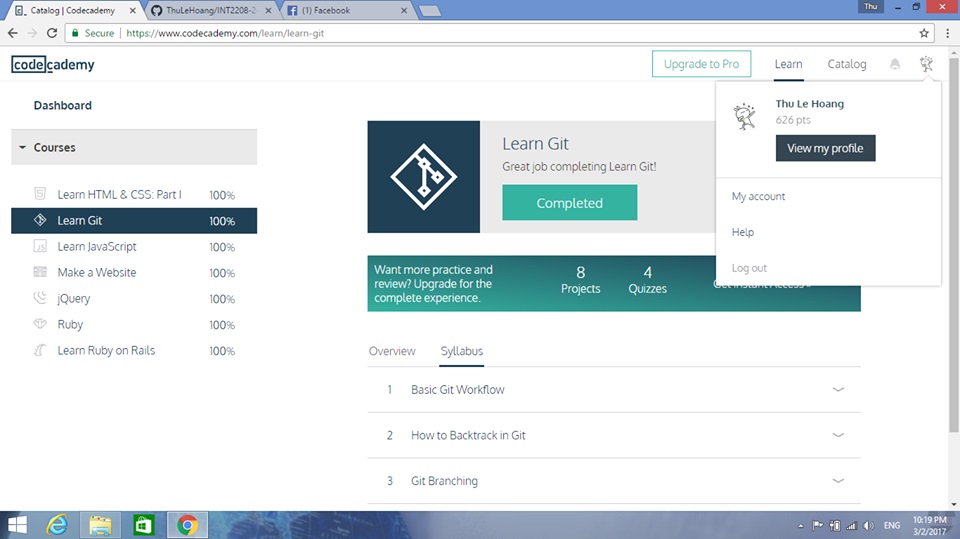 Catalog | Codecademy
ThuLeHoang/INT2208-2
(1) Facebook
Thu
Secure
https://www.codecademy.com/learn/learn-git
codecademy
Upgrade to Pro
Learn
Catalog
Dashboard
Courses
Learn HTML & CSS: Part I 100%
Learn Git 100%
Learn JavaScript 100%
Make a Website 100%
jQuery 100%
Ruby 100%
Learn Ruby on Rails 100%
Learn Git
Great job completing Learn Git!
Completed
Thu Le Hoang
626 pts
View my profile
My account
Help
Log out
Want more practice and
review? Upgrade for the
complete experience.
8
Projects
4
Quizzes
Get Instant Access »
Overview
Syllabus
1 Basic Git Workflow
2 How to Backtrack in Git
3 Git Branching
ENG
10:19 PM
3/2/2017